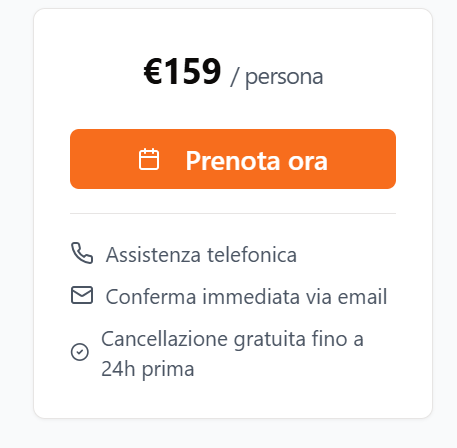 €159 / persona
Prenota ora
Assistenza telefonica
Conferma immediata via email
Cancellazione gratuita fino a
24h prima